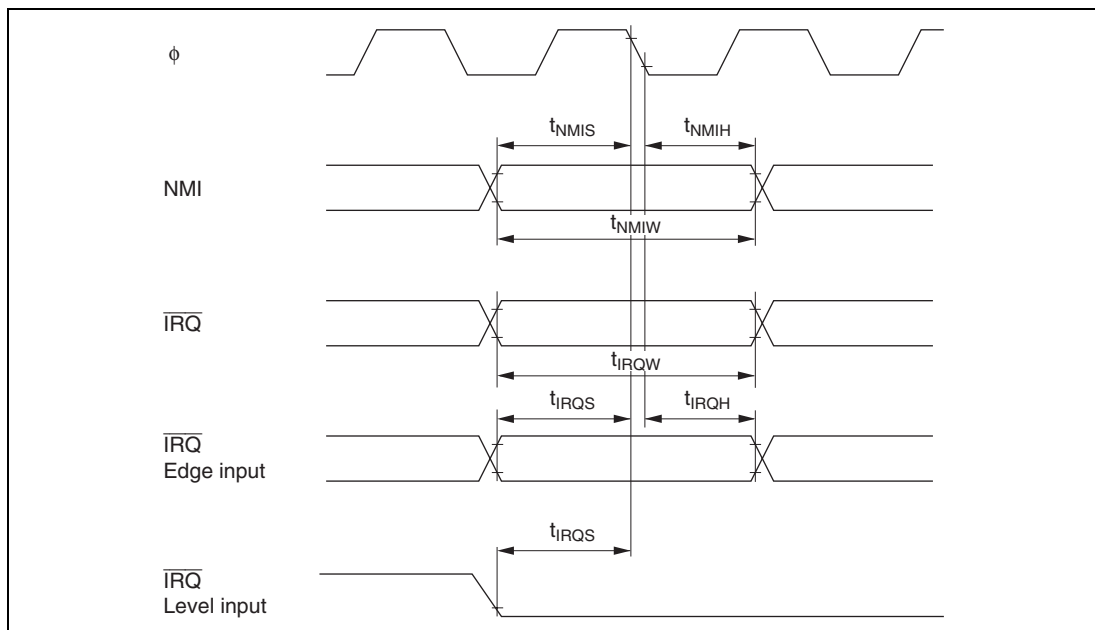 ϕ
tNMIS tNMIH
NMI
tNMIW
IRQ
tIRQW
tIRQS tIRQH
IRQ
Edge input
tIRQS
IRQ
Level input